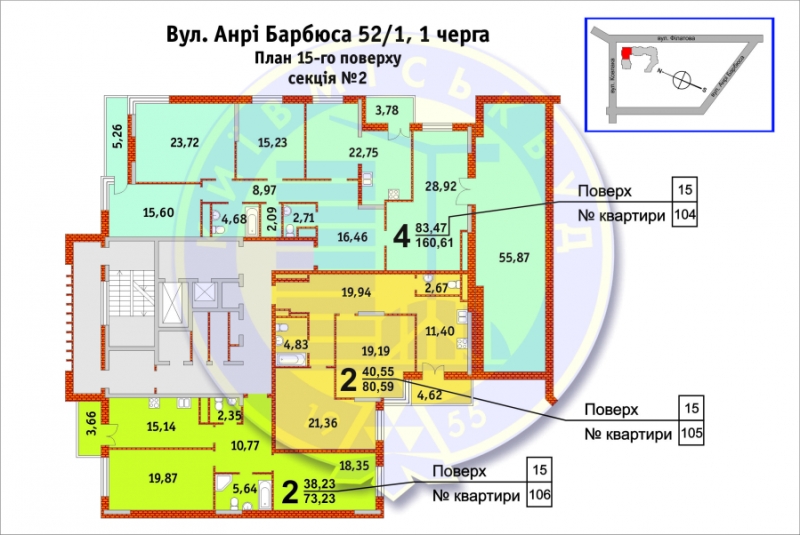 Вул. Анрі Барбюса 52/1, 1 черга
План 15-го поверху
секція №2
вул. Філатова
вул. Козпана
вул. Анрі Барбюса
N
S
КИЇВМІСЬКБУД
19 55
3,78
5,26
23,72
15,23
22,75
28,92
8,97
15,60
4,68
2,09
2,71
16,46
4
83,47
160,61
55,87
Поверх 15
№ квартири 104
19,94
2,67
4,83
19,19
11,40
2
40,55
80,59
4,62
21,36
Поверх 15
№ квартири 105
3,66
15,14
2,35
10,77
19,87
5,64
18,35
2
38,23
73,23
Поверх 15
№ квартири 106